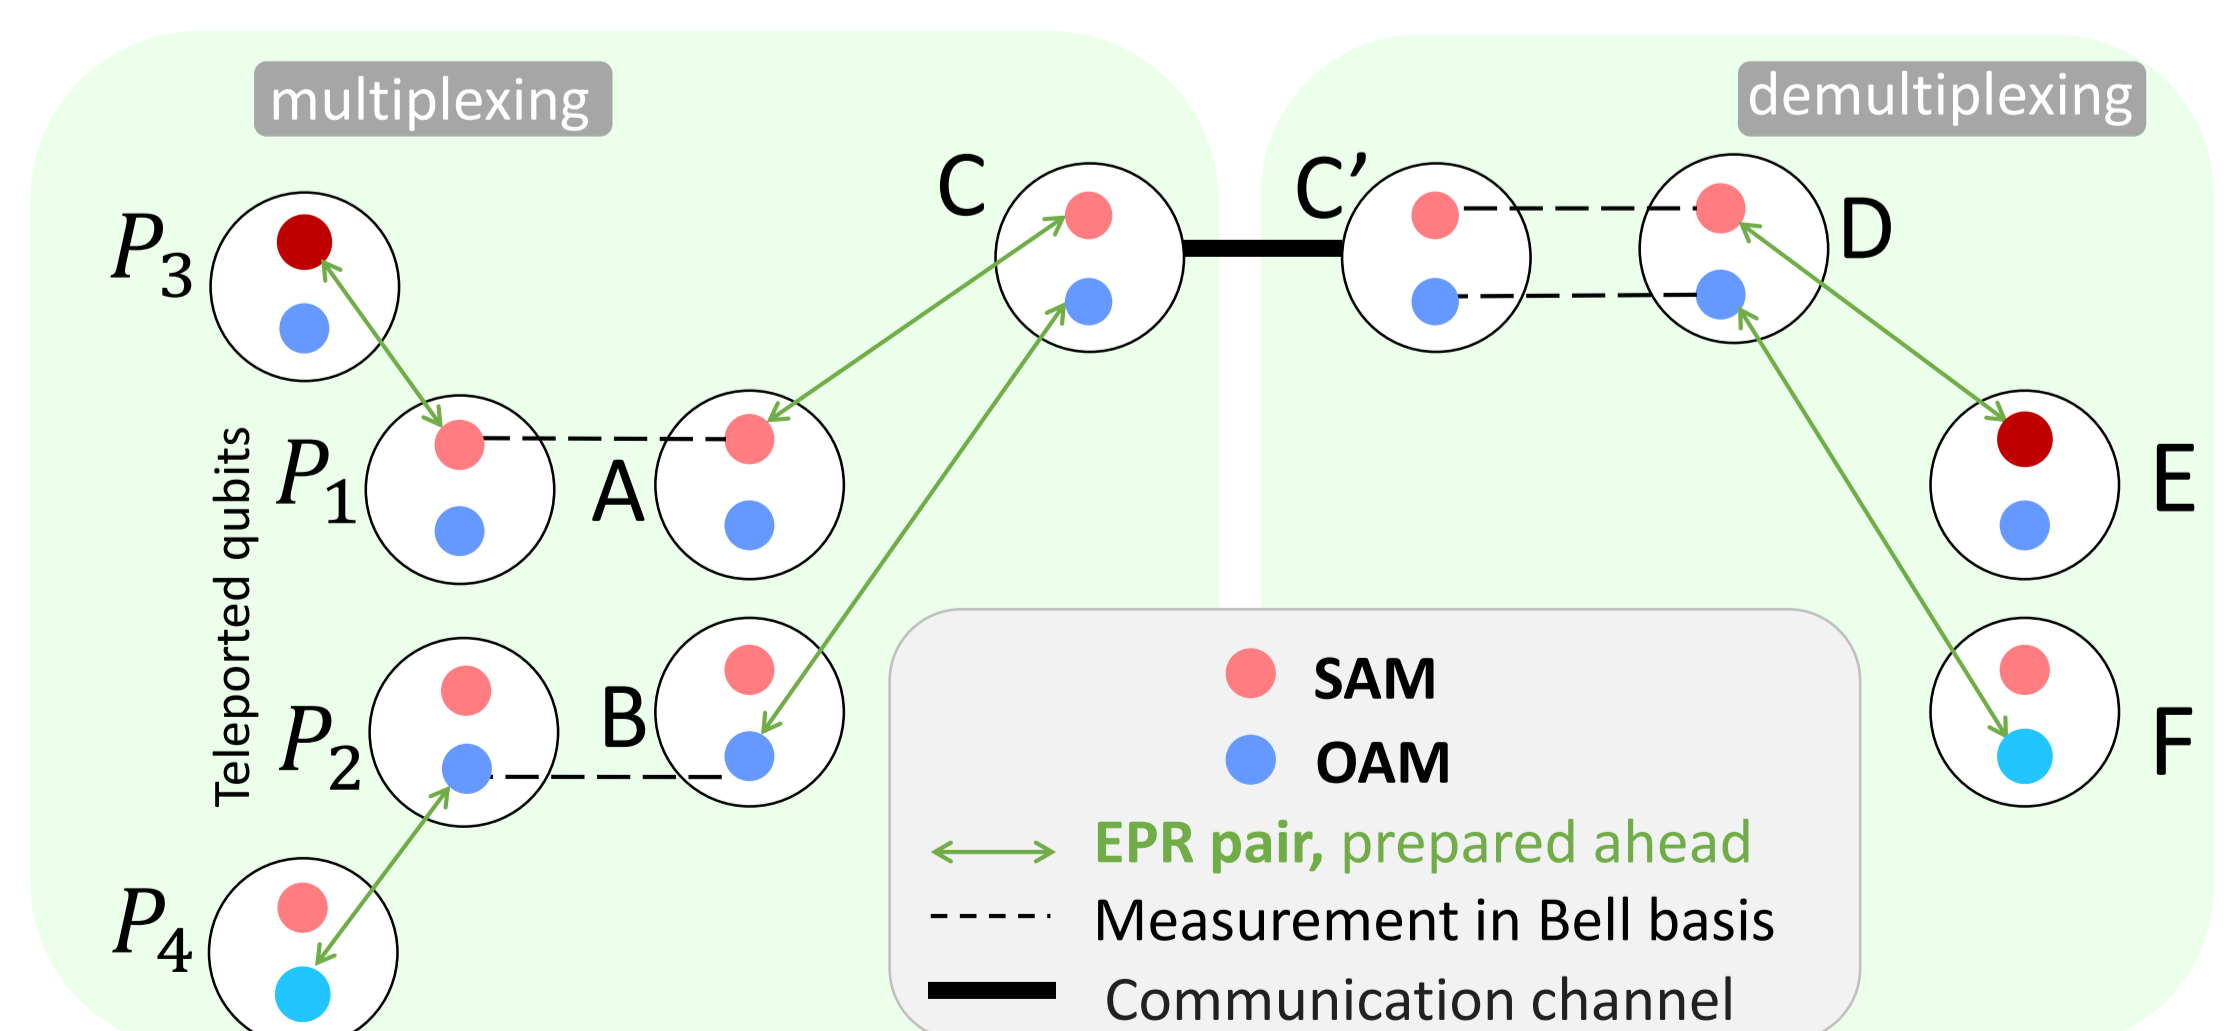 multiplexing
demultiplexing
C
C’
D
P3
P1
A
E
Teleported qubits
P2
B
F
P4
SAM
OAM
EPR pair, prepared ahead
Measurement in Bell basis
Communication channel